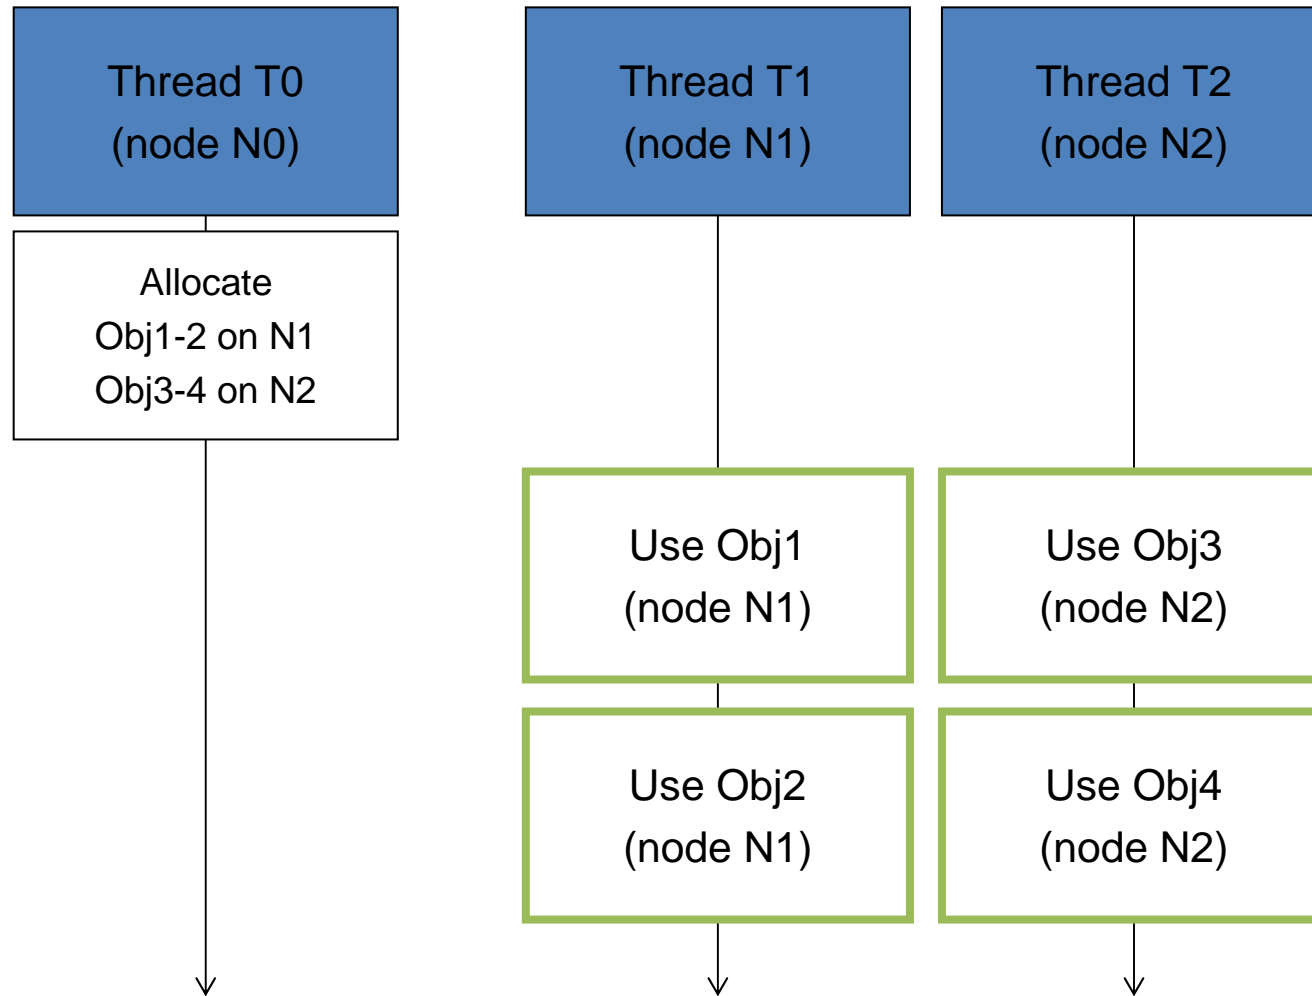 Thread T0
(node N0)
Thread T1
(node N1)
Thread T2
(node N2)
Allocate
Obj1-2 on N1
Obj3-4 on N2
Use Obj1
(node N1)
Use Obj3
(node N2)
Use Obj2
(node N1)
Use Obj4
(node N2)